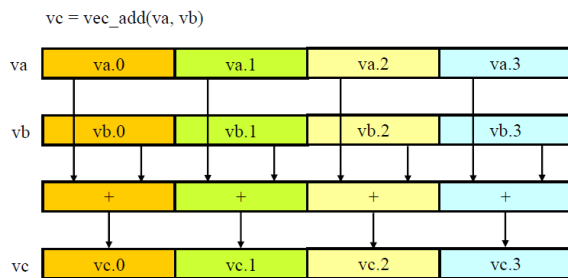 vc = vec_add(va, vb)
va va.0 va.1 va.2 va.3
vb vb.0 vb.1 vb.2 vb.3
+ + + +
vc vc.0 vc.1 vc.2 vc.3